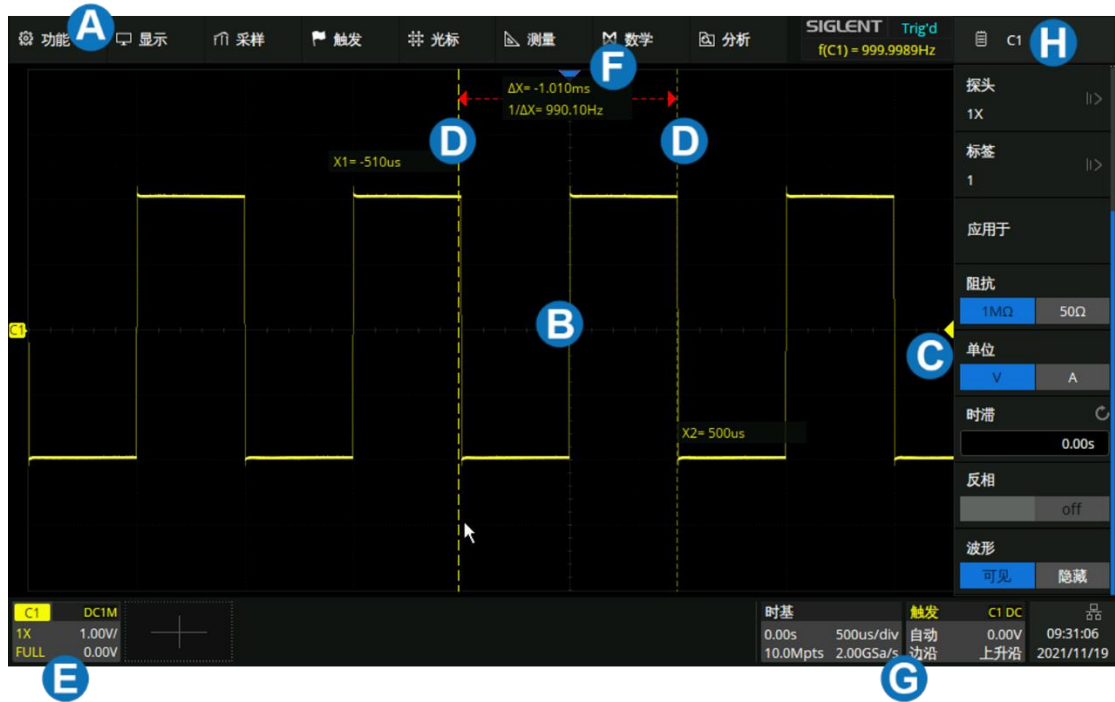 A
功能
显示
采样
触发
光标
测量
数学
分析
SIGLENT Trig'd
f(C1) = 999.9989Hz
C1
H
F
ΔX= -1.010ms
1/ΔX= 990.10Hz
D
D
X1= -510us
探头
1X
标签
1
应用于
阻抗
1MΩ 50Ω
B
C1
C
单位
V A
时滞
0.00s
X2= 500us
反相
off
波形
可见 隐藏
C1 DC1M
1X 1.00V/
FULL 0.00V
E
时基
0.00s 500us/div
10.0Mpts 2.00GSa/s
触发 C1 DC
自动 0.00V
边沿 上升沿
G
09:31:06
2021/11/19